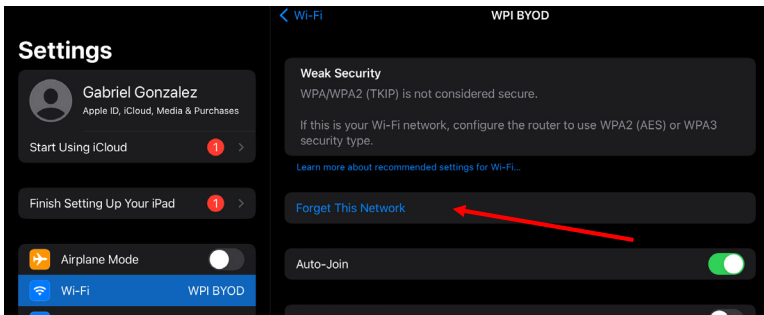 Settings
Gabriel Gonzalez
Apple ID, iCloud, Media & Purchases
Start Using iCloud 1
Finish Setting Up Your iPad 1
Airplane Mode
Wi-Fi WPI BYOD
Wi-Fi WPI BYOD
Weak Security
WPA/WPA2 (TKIP) is not considered secure.
If this is your Wi-Fi network, configure the router to use WPA2 (AES) or WPA3
security type.
Learn more about recommended settings for Wi-Fi...
Forget This Network
Auto-Join